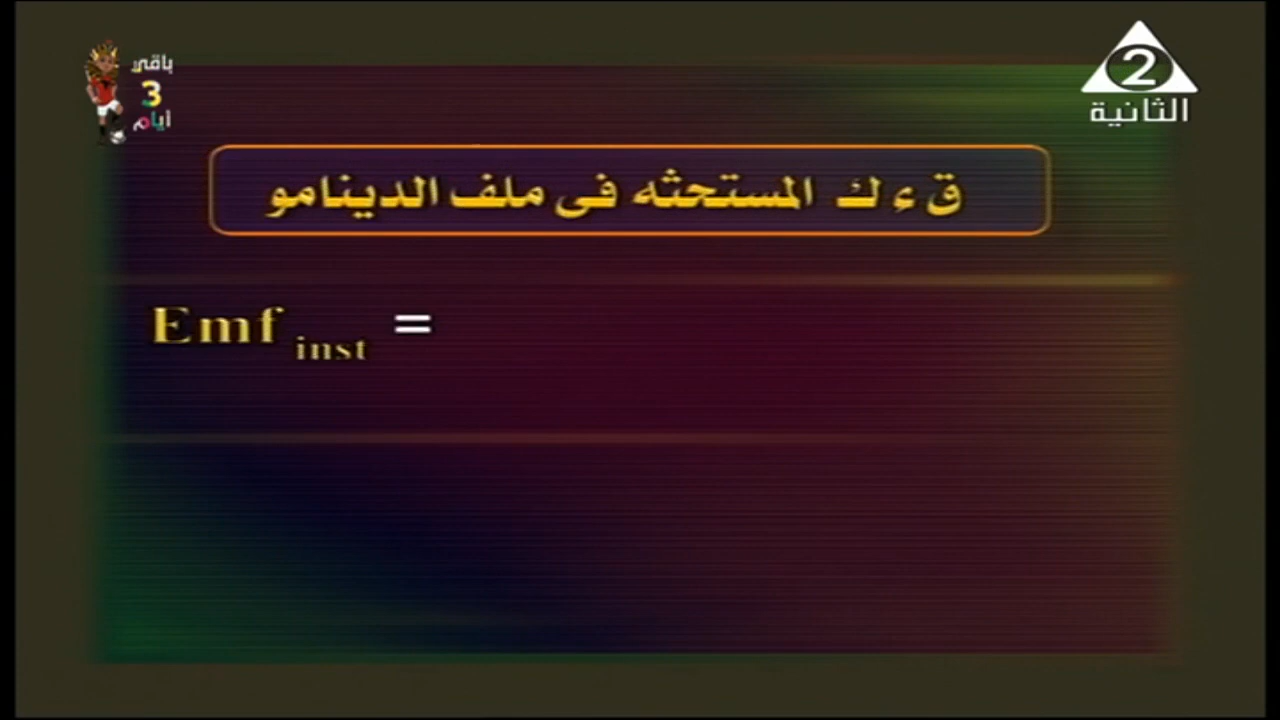 باقي
3
أيام
2
الثانية
ق ء ك المستحثه فى ملف الدينامو
Emf inst =